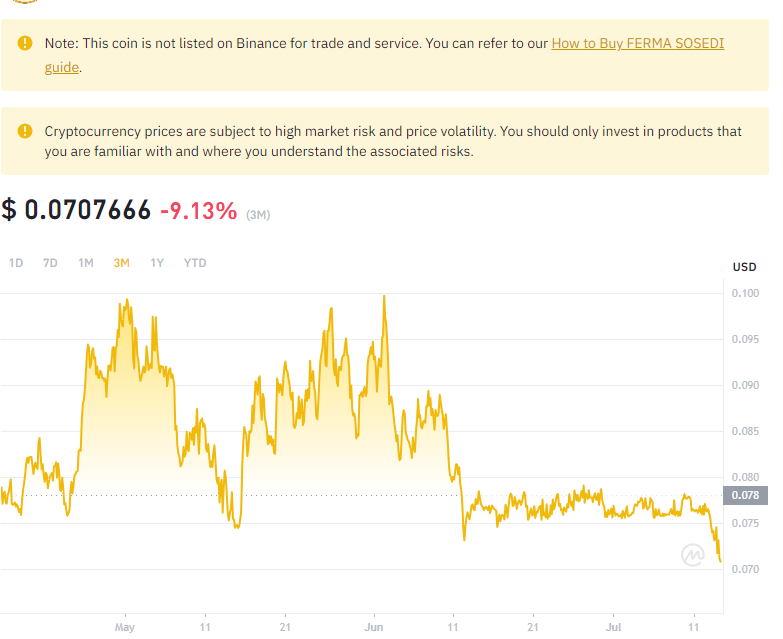 Note: This coin is not listed on Binance for trade and service. You can refer to our How to Buy FERMA SOSEDI
guide.
Cryptocurrency prices are subject to high market risk and price volatility. You should only invest in products that
you are familiar with and where you understand the associated risks.
$ 0.0707666 -9.13% (3M)
1D 7D 1M 3M 1Y YTD
USD
0.100
0.095
0.090
0.085
0.080
0.078
0.075
0.070
May 11 21 Jun 11 21 Jul 11